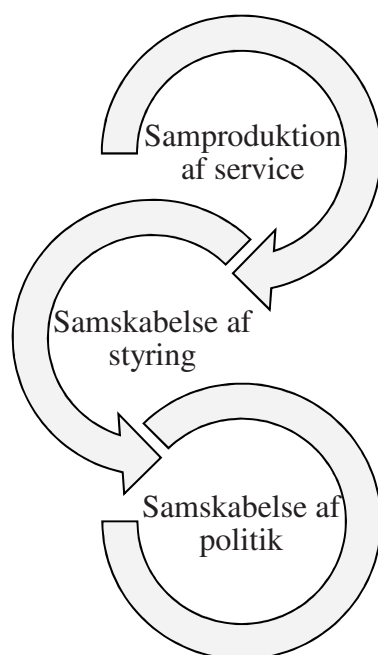 Samproduktion
af service
Samskabelse af
styring
Samskabelse af
politik